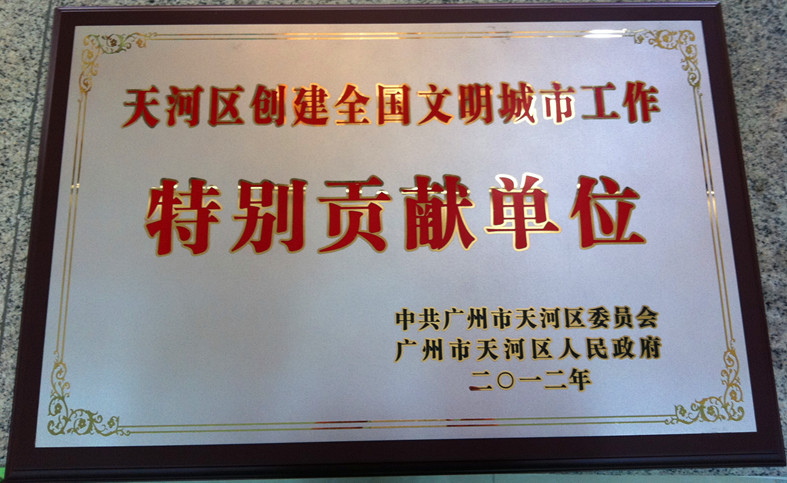 天河区创建全国文明城市工作
特别贡献单位
中共广州市天河区委员会
广州市天河区人民政府
二〇一二年